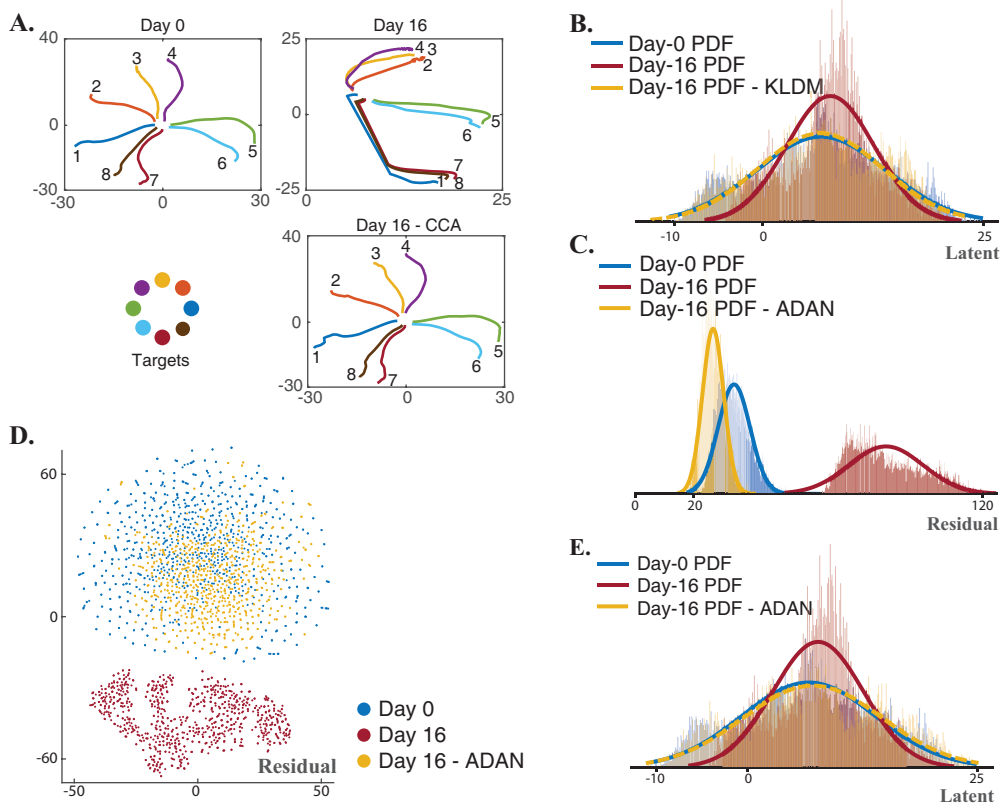 A.
Day 0
40
0
-30
-30
0
30
1
2
3
4
5
6
7
8
Day 16
25
0
-25
25
4
3
2
5
6
7
1
8
Targets
Day 16 - CCA
40
0
-30
-30
0
30
1
2
3
4
5
6
7
8
B.
Day-0 PDF
Day-16 PDF
Day-16 PDF - KLDM
-10
0
25
Latent
C.
Day-0 PDF
Day-16 PDF
Day-16 PDF - ADAN
0
20
120
Residual
D.
60
0
-60
-50
0
50
Residual
Day 0
Day 16
Day 16 - ADAN
E.
Day-0 PDF
Day-16 PDF
Day-16 PDF - ADAN
-10
0
25
Latent